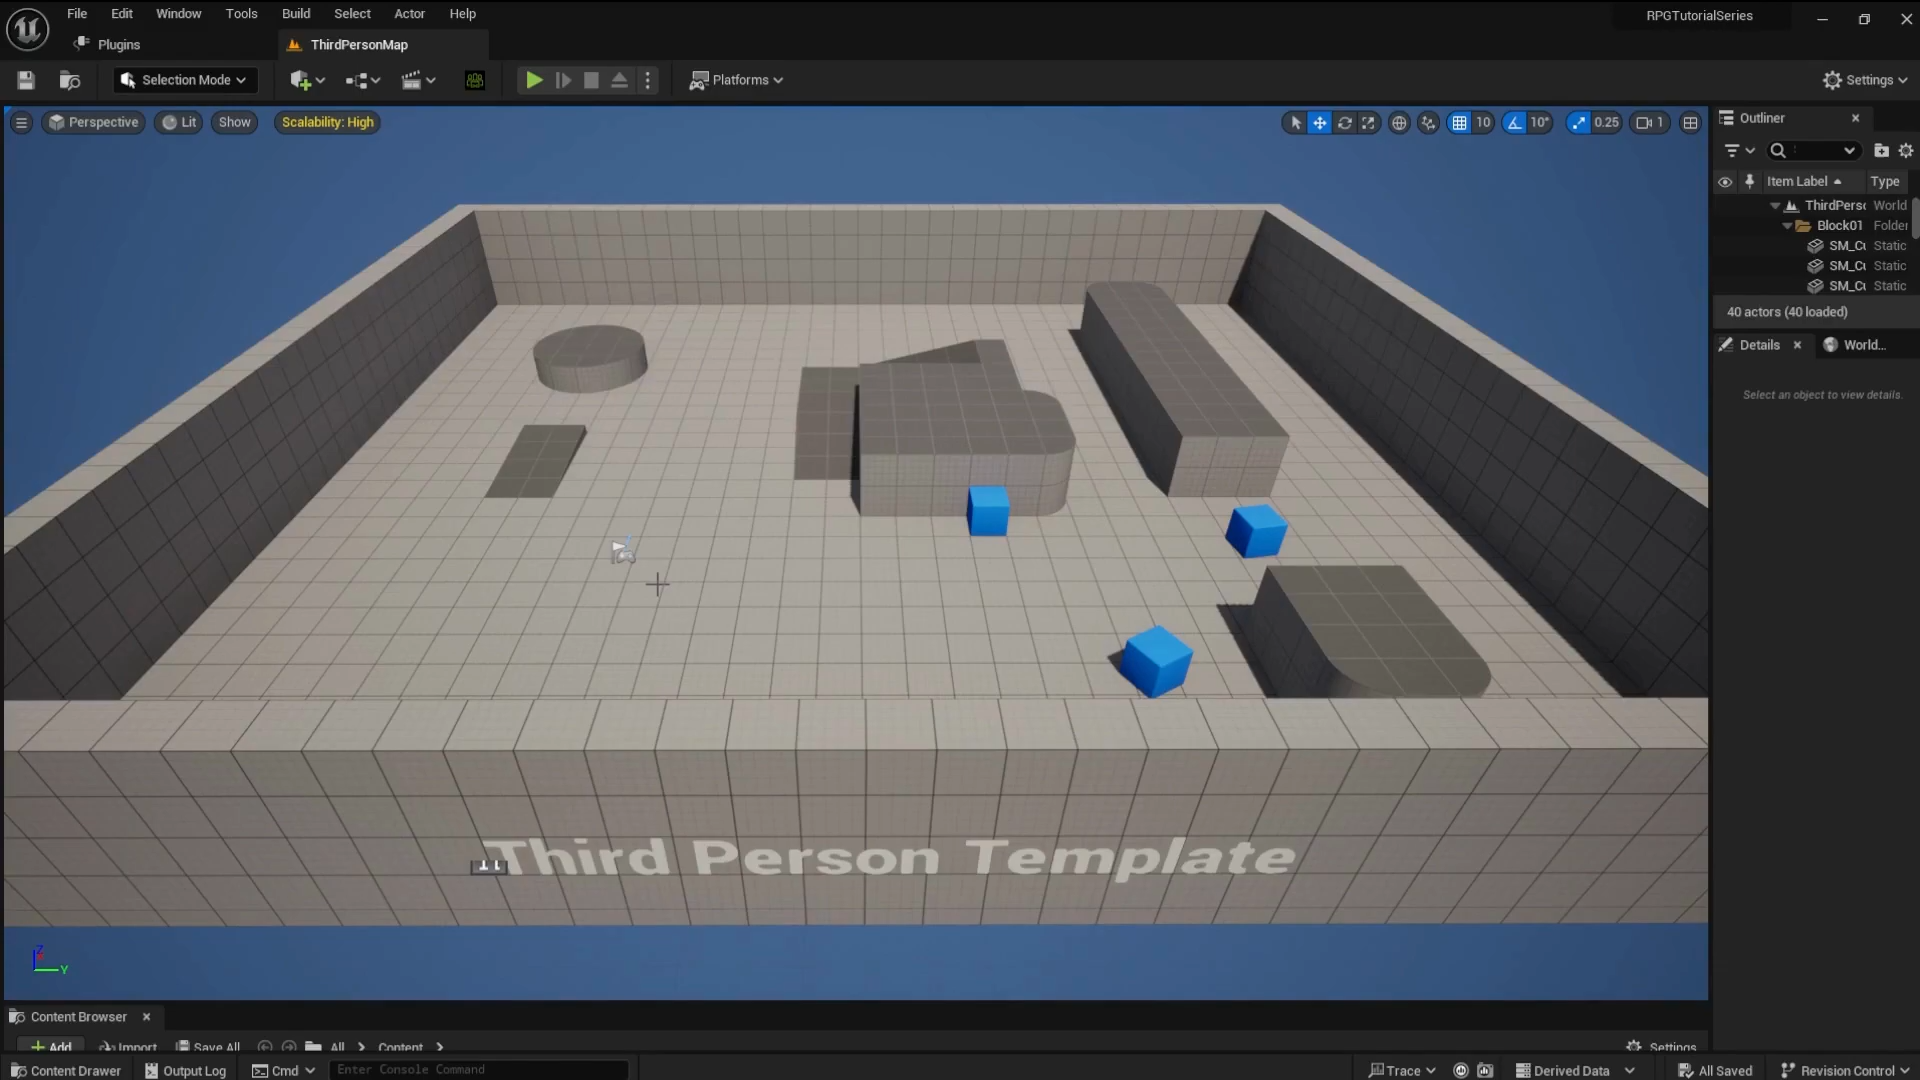 File Edit Window Tools Build Select Actor Help
RPGTutorialSeries
Plugins
ThirdPersonMap
Selection Mode
Platforms
Settings
Perspective
Lit
Show
Scalability: High
10
10°
0.25
1
Outliner
Item Label
Type
ThirdPers
World
Block01
Folder
SM_Cu
Static
SM_Cu
Static
SM_Cu
Static
40 actors (40 loaded)
Details
World...
Select an object to view details.
Third Person Template
Z
Y
Content Browser
Add
Import
Save All
All
Content
Settings
Content Drawer
Output Log
Cmd
Enter Console Command
Trace
Derived Data
All Saved
Revision Control